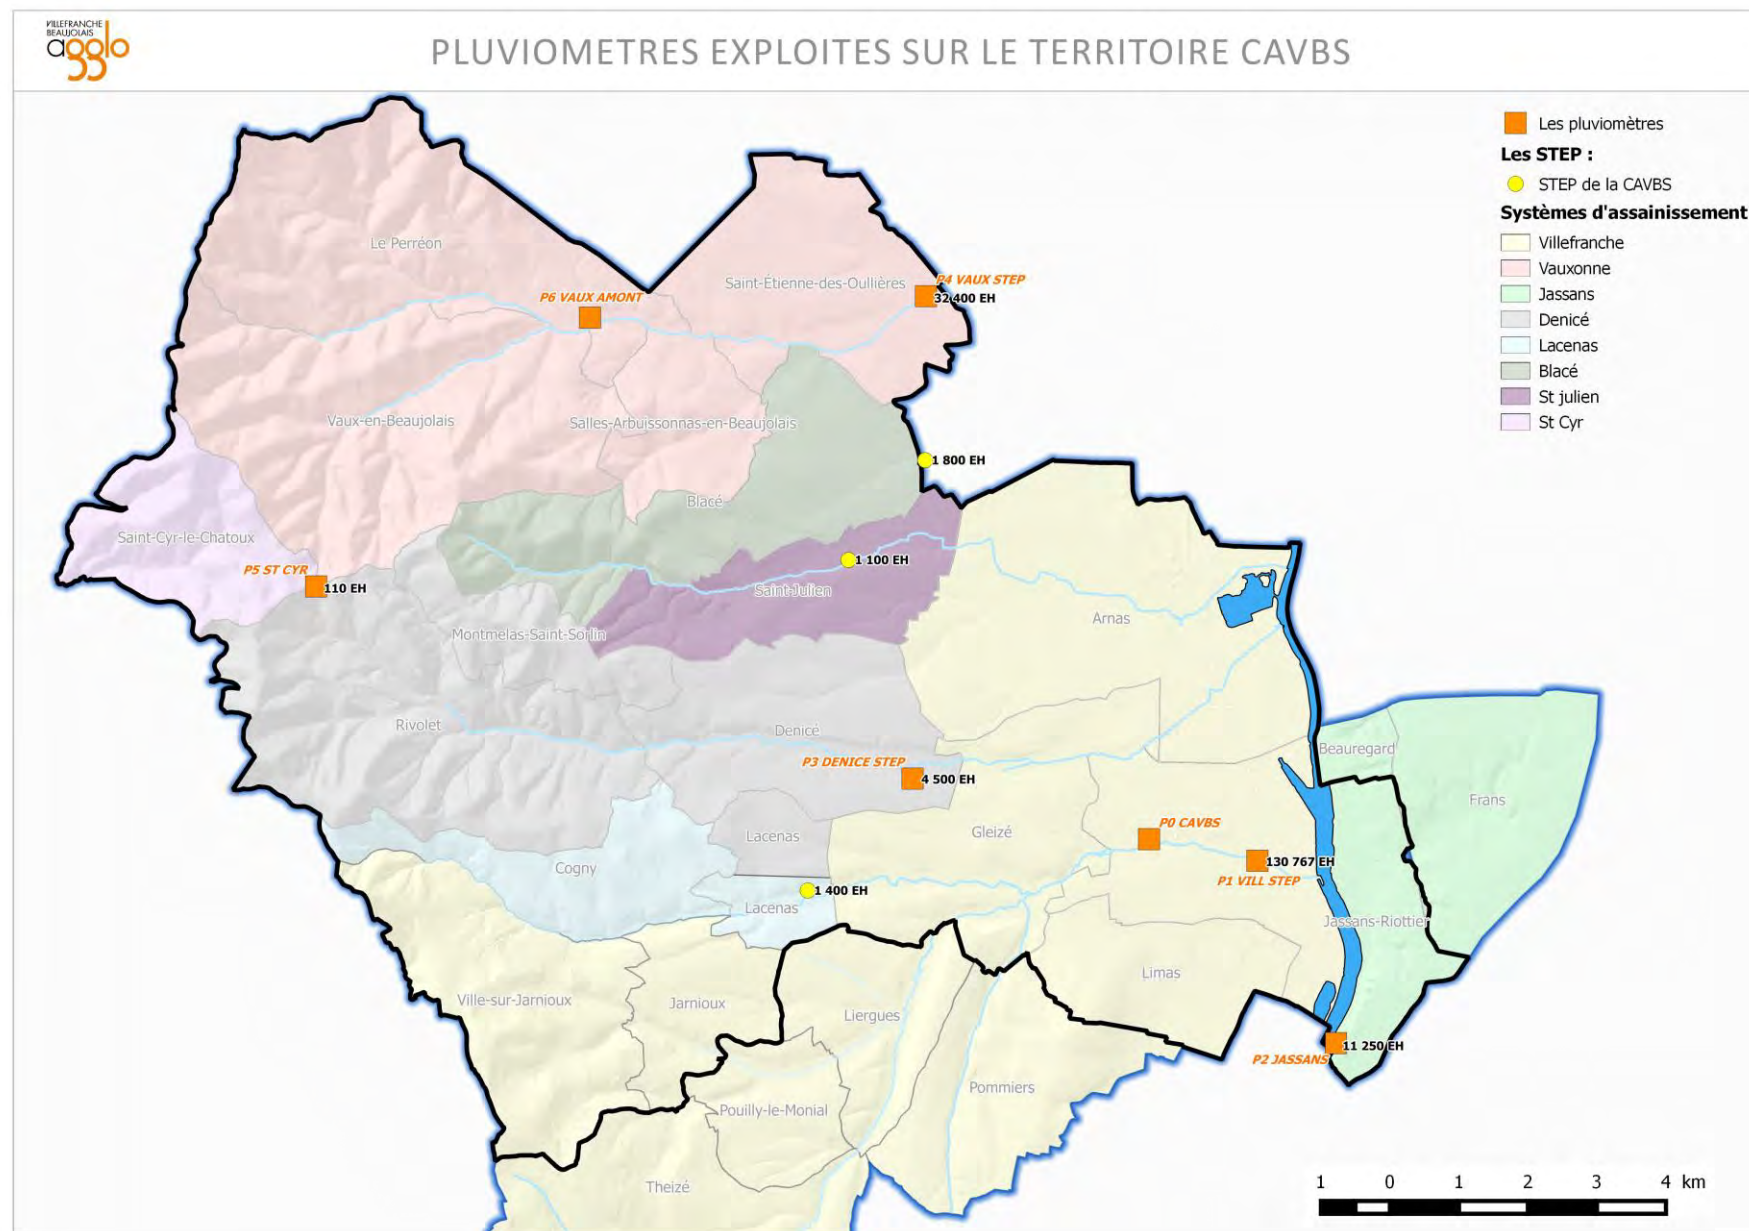 VILLEFRANCHE
BEAUJOLAIS
agglo
PLUVIOMETRES EXPLOITES SUR LE TERRITOIRE CAVBS
Les pluviomètres
Les STEP :
STEP de la CAVBS
Systèmes d'assainissement
Villefranche
Vauxonne
Jassans
Denicé
Lacenas
Blacé
St julien
St Cyr
Le Perréon
Saint-Étienne-des-Oullières
P4 VAUX STEP
32 400 EH
P6 VAUX AMONT
Vaux-en-Beaujolais
Salles-Arbuissonnas-en-Beaujolais
1 800 EH
Blacé
Saint-Cyr-le-Chatoux
P5 ST CYR
110 EH
1 100 EH
Saint-Julien
Arnas
Montmelas-Saint-Sorlin
Rivolet
Denicé
Beauregard
P3 DENICE STEP
4 500 EH
Frans
P0 CAVBS
Lacenas
Gleizé
Cogny
130 767 EH
P1 VILL STEP
1 400 EH
Lacenas
Jassans-Riottier
Limas
Ville-sur-Jarnioux
Jarnioux
Liergues
11 250 EH
P2 JASSANS
Pommiers
Pouilly-le-Monial
Theizé
1 0 1 2 3 4 km